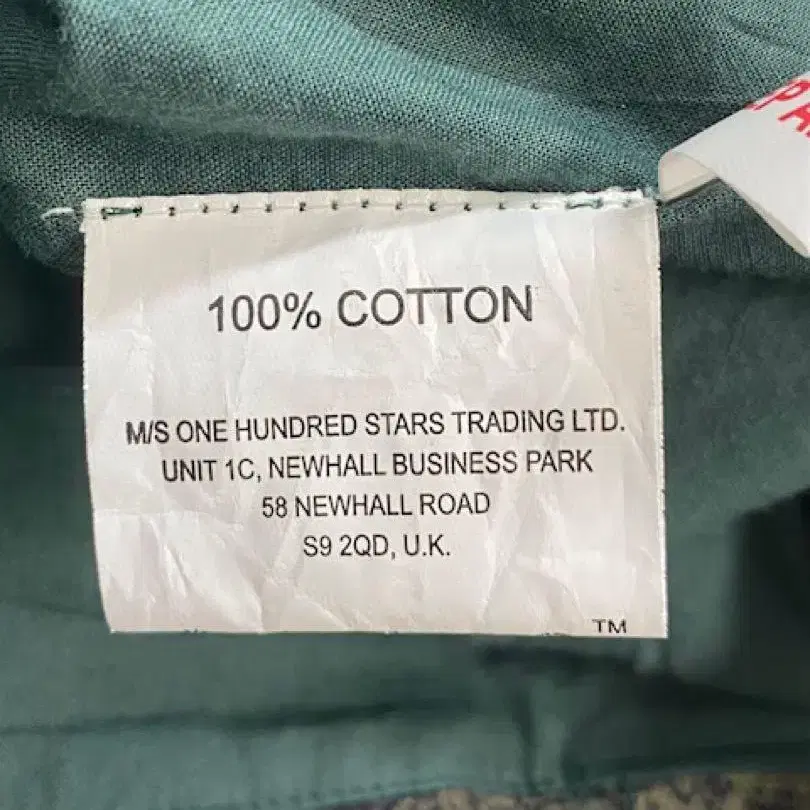 100% COTTON
M/S ONE HUNDRED STARS TRADING LTD.
UNIT 1C, NEWHALL BUSINESS PARK
58 NEWHALL ROAD
S9 2QD, U.K.
TM